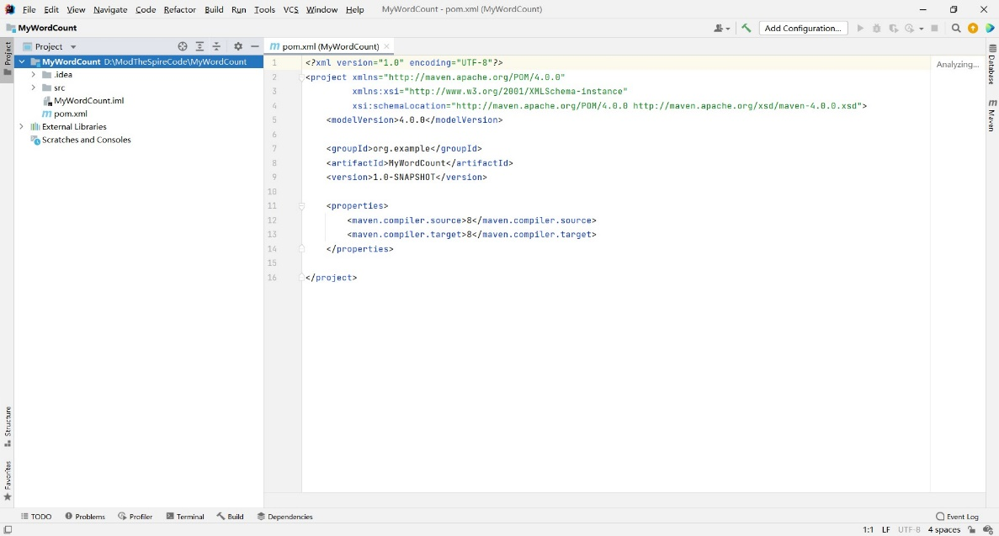 File Edit View Navigate Code Refactor Build Run Tools VCS Window Help MyWordCount - pom.xml (MyWordCount)
MyWordCount
Add Configuration...
Project
pom.xml (MyWordCount)
MyWordCount D:\ModTheSpireCode\MyWordCount
.idea
src
MyWordCount.iml
pom.xml
External Libraries
Scratches and Consoles
1 <?xml version="1.0" encoding="UTF-8"?>
2 <project xmlns="http://maven.apache.org/POM/4.0.0"
3 xmlns:xsi="http://www.w3.org/2001/XMLSchema-instance"
4 xsi:schemaLocation="http://maven.apache.org/POM/4.0.0 http://maven.apache.org/xsd/maven-4.0.0.xsd">
5 <modelVersion>4.0.0</modelVersion>
6
7 <groupId>org.example</groupId>
8 <artifactId>MyWordCount</artifactId>
9 <version>1.0-SNAPSHOT</version>
10
11 <properties>
12 <maven.compiler.source>8</maven.compiler.source>
13 <maven.compiler.target>8</maven.compiler.target>
14 </properties>
15
16 </project>
Analyzing...
Project
Structure
Favorites
Database
Maven
TODO Problems Profiler Terminal Build Dependencies Event Log
1:1 LF UTF-8 4 spaces